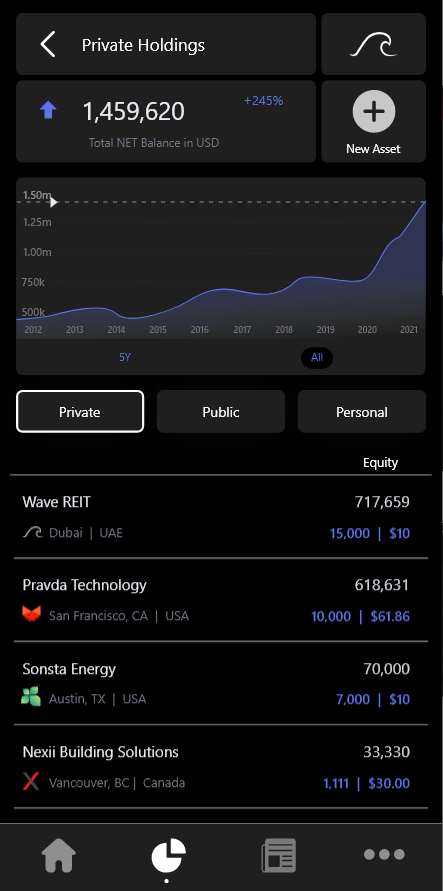 Private Holdings
1,459,620
+245%
Total NET Balance in USD
New Asset
1.50m
1.25m
1.00m
750k
500k
2012 2013 2014 2015 2016 2017 2018 2019 2020 2021
5Y All
Private Public Personal
Equity
Wave REIT 717,659
Dubai | UAE 15,000 | $10
Pravda Technology 618,631
San Francisco, CA | USA 10,000 | $61.86
Sonsta Energy 70,000
Austin, TX | USA 7,000 | $10
Nexii Building Solutions 33,330
Vancouver, BC | Canada 1,111 | $30.00